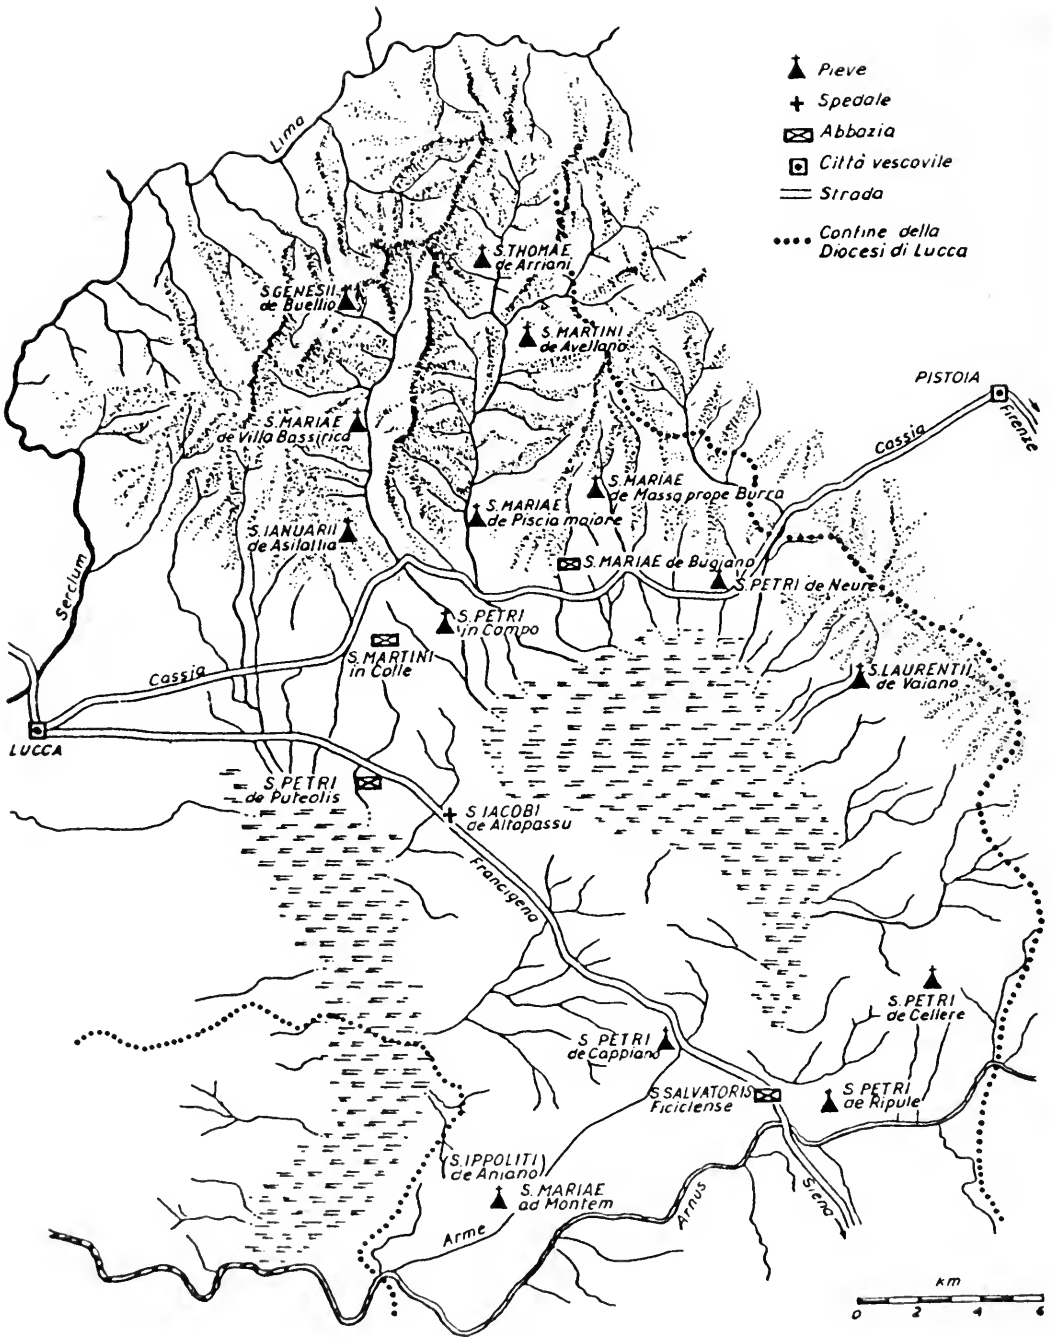 Pieve
Spedale
Abbazia
Città vescovile
Strada
Confine della
Diocesi di Lucca
Lima
S. THOMAE
de Arriani
S. GENESII
de Buellio
S. MARTINI
de Avellano
PISTOIA
Firenze
Cassia
S. MARIAE
de Villa Bassirica
S. MARIAE
de Massa prope Burra
S. MARIAE
de Piscia maiore
S. IANUARII
de Asilattia
S. MARIAE de Bugiano
S. PETRI de Neure
Serclum
S. PETRI
in Campo
S. MARTINI
in Colle
Cassia
S. LAURENTII
de Vaiano
LUCCA
S. PETRI
de Puteolis
S. IACOBI
de Altopassu
Francigena
S. PETRI
de Cellere
S. PETRI
de Cappiano
S. SALVATORIS
Ficiclense
S. PETRI
de Ripule
(S. IPPOLITI)
de Aniano
S. MARIAE
ad Montem
Arnus
Siena
Arme
km
0 2 4 6